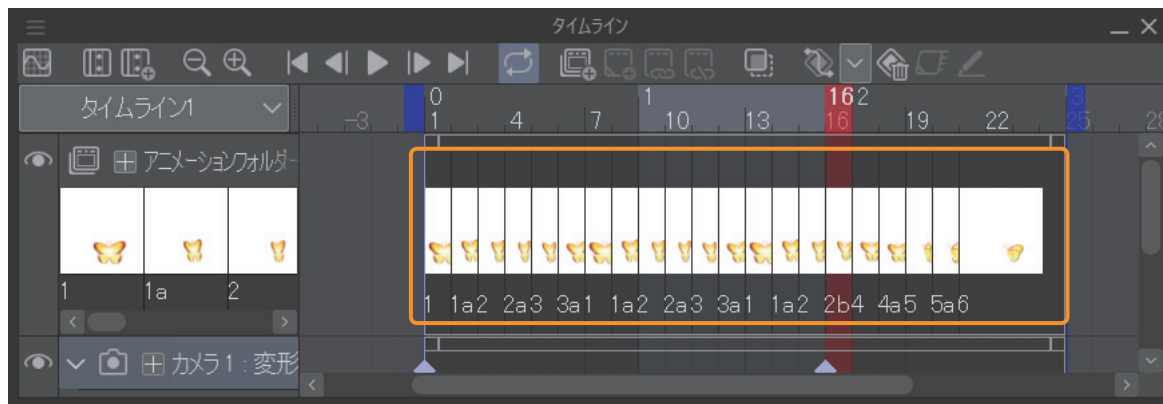 タイムライン
タイムライン1
0 1 162 3
-3 1 4 7 10 13 16 19 22 25 28
アニメーションフォルダー
1 1a 2
1 1a2 2a3 3a1 1a2 2a3 3a1 1a2 2b4 4a5 5a6
カメラ1:変形